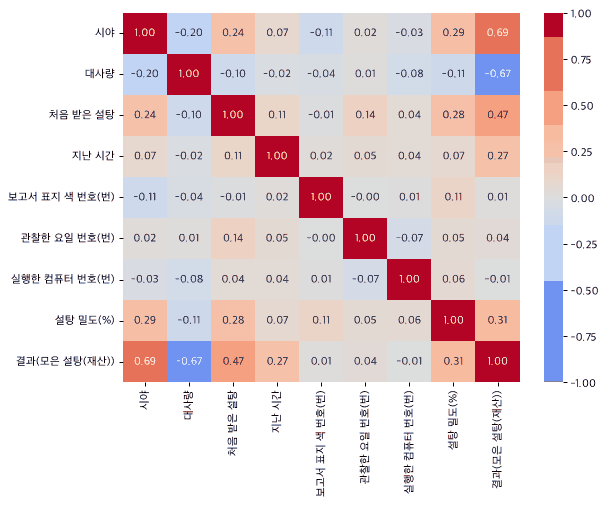 시야 1.00 -0.20 0.24 0.07 -0.11 0.02 -0.03 0.29 0.69
대사량 -0.20 1.00 -0.10 -0.02 -0.04 0.01 -0.08 -0.11 -0.67
처음 받은 설탕 0.24 -0.10 1.00 0.11 -0.01 0.14 0.04 0.28 0.47
지난 시간 0.07 -0.02 0.11 1.00 0.02 0.05 0.04 0.07 0.27
보고서 표지 색 번호(번) -0.11 -0.04 -0.01 0.02 1.00 -0.00 0.01 0.11 0.01
관찰한 요일 번호(번) 0.02 0.01 0.14 0.05 -0.00 1.00 -0.07 0.05 0.04
실행한 컴퓨터 번호(번) -0.03 -0.08 0.04 0.04 0.01 -0.07 1.00 0.06 -0.01
설탕 밀도(%) 0.29 -0.11 0.28 0.07 0.11 0.05 0.06 1.00 0.31
결과(모은 설탕(재산)) 0.69 -0.67 0.47 0.27 0.01 0.04 -0.01 0.31 1.00
시야
대사량
처음 받은 설탕
지난 시간
보고서 표지 색 번호(번)
관찰한 요일 번호(번)
실행한 컴퓨터 번호(번)
설탕 밀도(%)
결과(모은 설탕(재산))
1.00
0.75
0.50
0.25
0.00
-0.25
-0.50
-0.75
-1.00